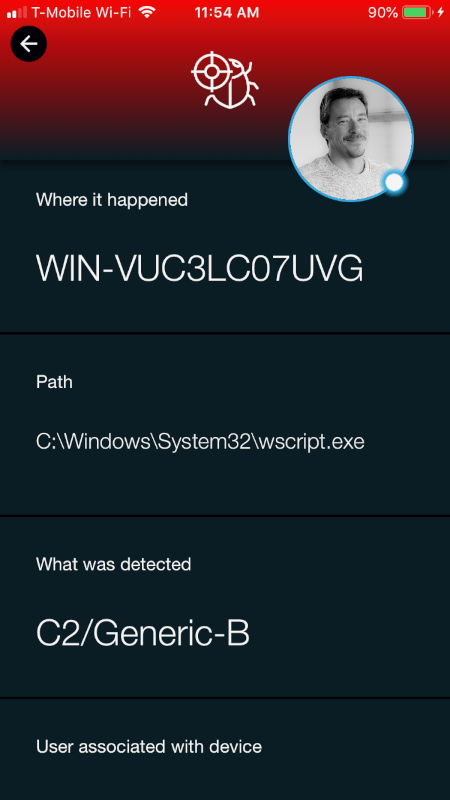 T-Mobile Wi-Fi 11:54 AM 90%
Where it happened
WIN-VUC3LC07UVG
Path
C:\Windows\System32\wscript.exe
What was detected
C2/Generic-B
User associated with device